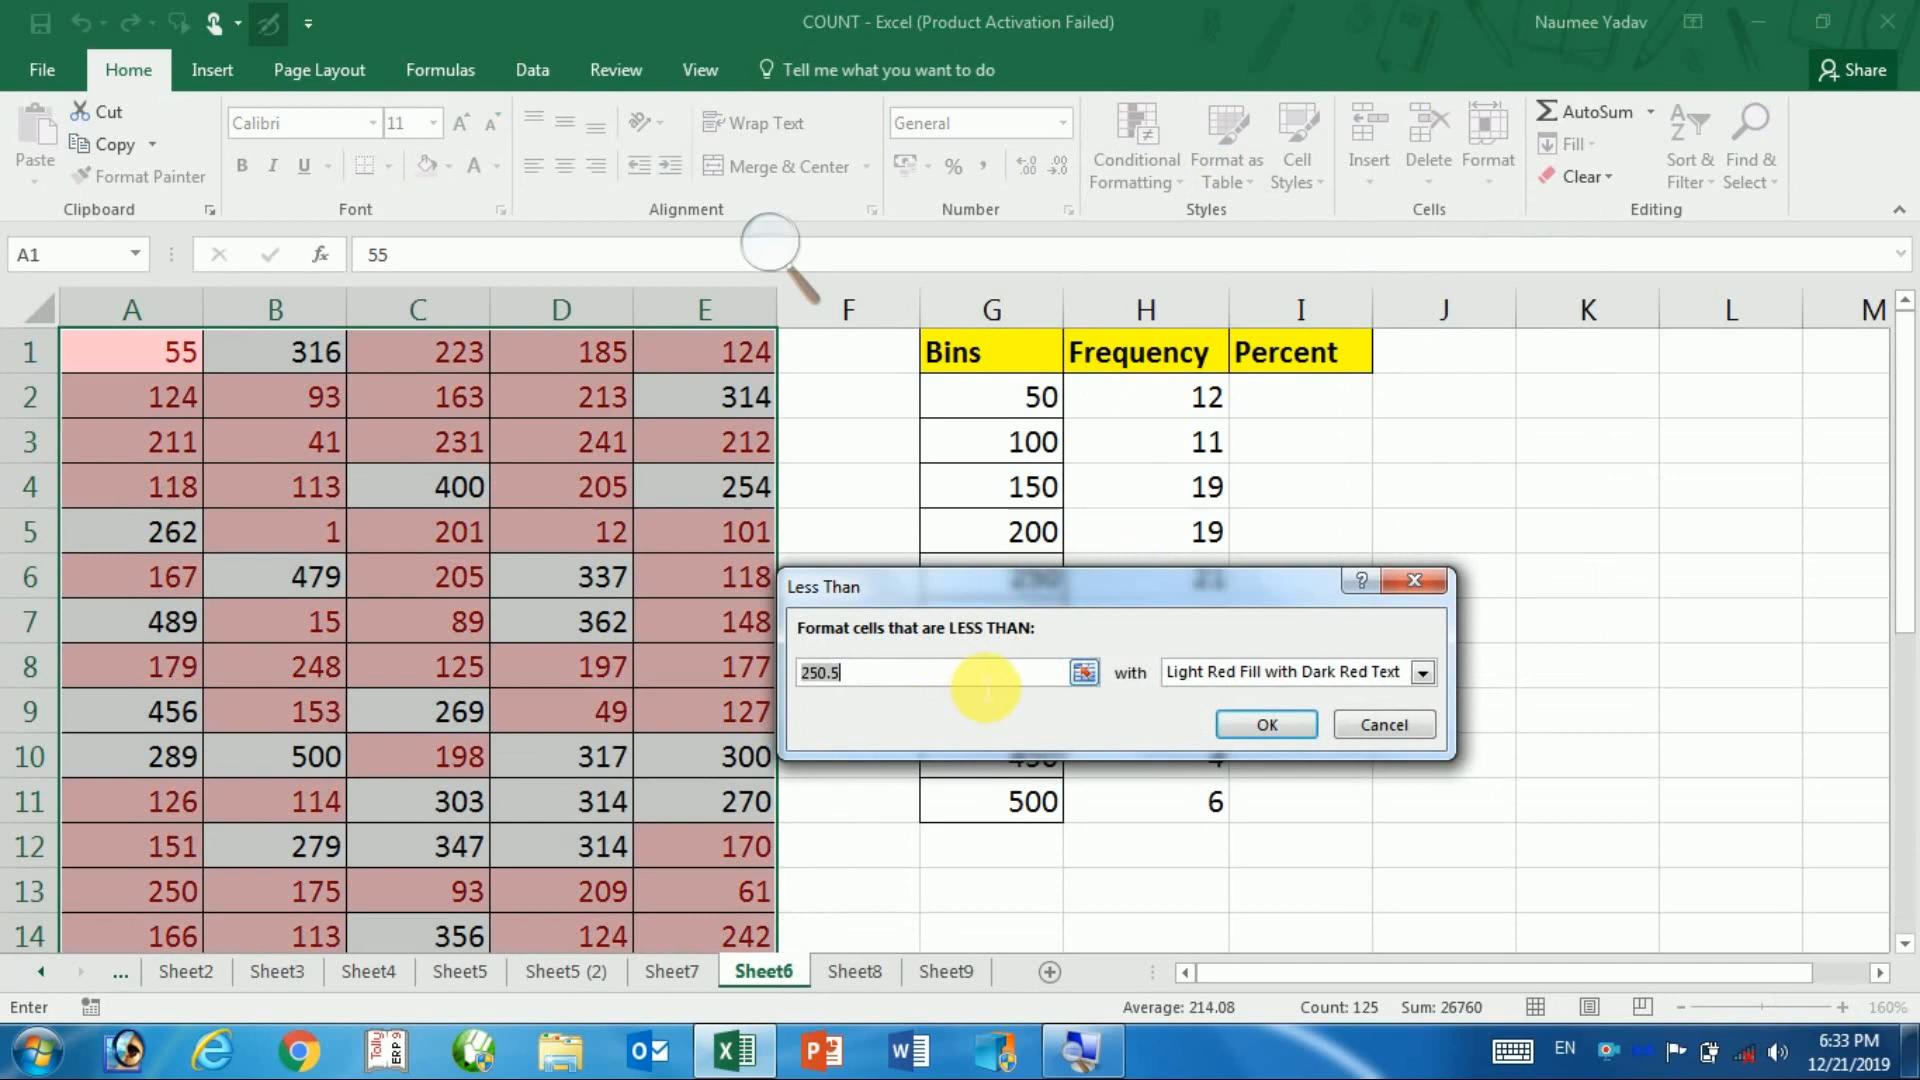 COUNT - Excel (Product Activation Failed)
Naumee Yadav
File Home Insert Page Layout Formulas Data Review View Tell me what you want to do Share
Paste
Cut
Copy
Format Painter
Clipboard
Calibri 11
B I U A
Font
Wrap Text
Merge & Center
Alignment
General
% , .00
Number
Conditional Formatting
Format as Table
Cell Styles
Styles
Insert Delete Format
Cells
AutoSum
Fill
Clear
Sort & Filter
Find & Select
Editing
A1 fx 55
A B C D E F G H I J K L M
1 55 316 223 185 124 Bins Frequency Percent
2 124 93 163 213 314 50 12
3 211 41 231 241 212 100 11
4 118 113 400 205 254 150 19
5 262 1 201 12 101 200 19
6 167 479 205 337 118 250 21
7 489 15 89 362 148
8 179 248 125 197 177
9 456 153 269 49 127
10 289 500 198 317 300
11 126 114 303 314 270 500 6
12 151 279 347 314 170
13 250 175 93 209 61
14 166 113 356 124 242
Less Than
Format cells that are LESS THAN:
250.5 with Light Red Fill with Dark Red Text
OK Cancel
... Sheet2 Sheet3 Sheet4 Sheet5 Sheet5 (2) Sheet7 Sheet6 Sheet8 Sheet9
Enter Average: 214.08 Count: 125 Sum: 26760 160%
Tally ERP 9
EN
6:33 PM
12/21/2019